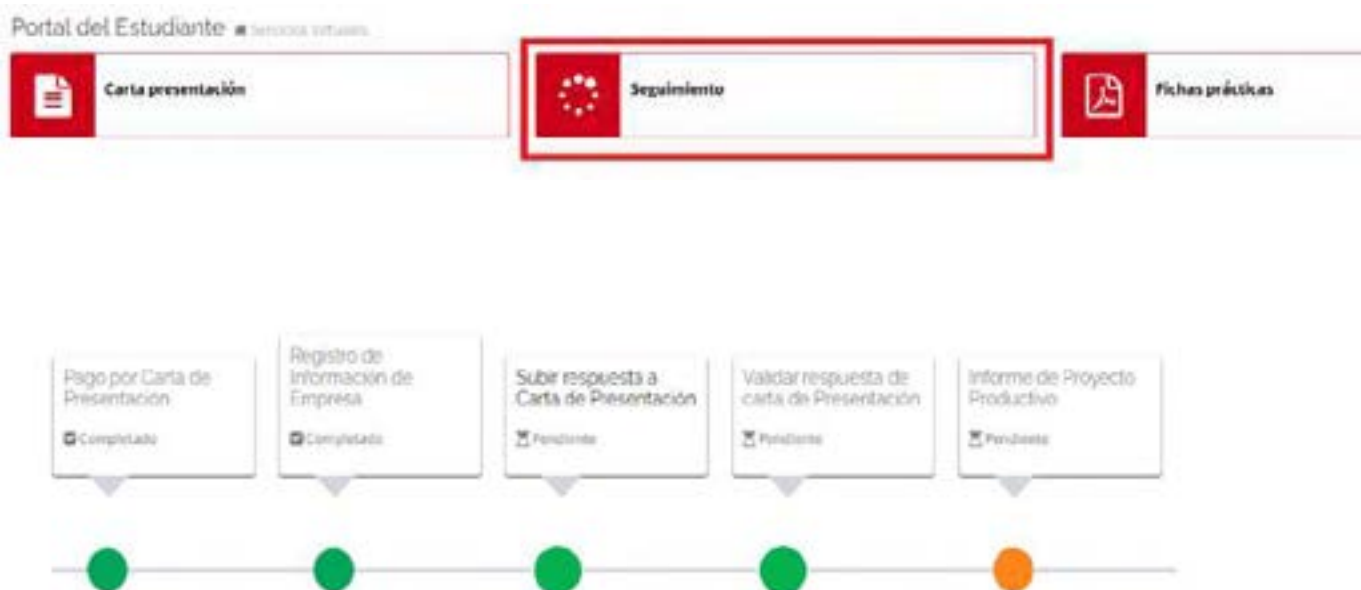 Portal del Estudiante Servicios virtuales
Carta presentación
Seguimiento
Fichas prácticas
Pago por Carta de
Presentación
Completado
Registro de
Información de
Empresa
Completado
Subir respuesta a
Carta de Presentación
Pendiente
Validar respuesta de
carta de Presentación
Pendiente
Informe de Proyecto
Productivo
Pendiente